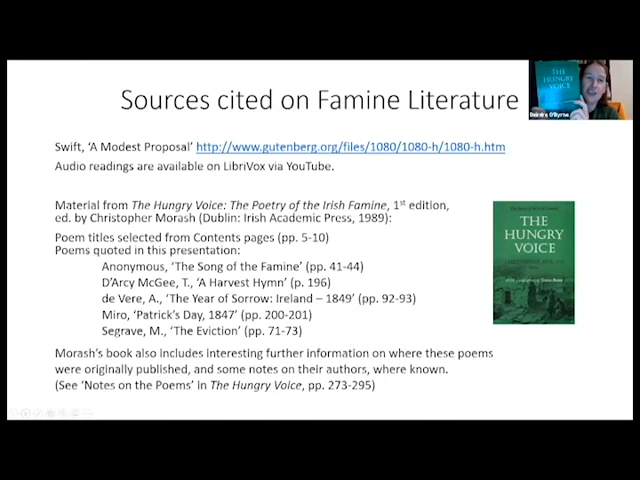 Sources cited on Famine Literature
THE
HUNGRY
VOICE
Deirdre O'Byrne
Swift, 'A Modest Proposal' http://www.gutenberg.org/files/1080/1080-h/1080-h.htm
Audio readings are available on LibriVox via YouTube.
Material from The Hungry Voice: The Poetry of the Irish Famine, 1st edition,
ed. by Christopher Morash (Dublin: Irish Academic Press, 1989):
Poem titles selected from Contents pages (pp. 5-10)
Poems quoted in this presentation:
Anonymous, 'The Song of the Famine' (pp. 41-44)
D'Arcy McGee, T., 'A Harvest Hymn' (p. 196)
de Vere, A., 'The Year of Sorrow: Ireland – 1849' (pp. 92-93)
Miro, 'Patrick's Day, 1847' (pp. 200-201)
Segrave, M., 'The Eviction' (pp. 71-73)
THE
HUNGRY
VOICE
Morash's book also includes interesting further information on where these poems
were originally published, and some notes on their authors, where known.
(See 'Notes on the Poems' in The Hungry Voice, pp. 273-295)